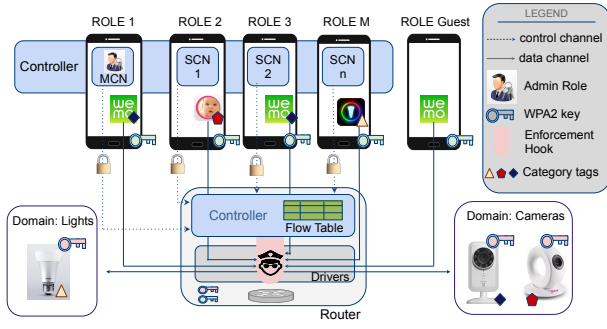 ROLE 1
ROLE 2
ROLE 3
ROLE M
ROLE Guest
LEGEND
control channel
data channel
Admin Role
WPA2 key
Enforcement
Hook
Category tags
Controller
MCN
SCN
1
SCN
2
SCN
n
we
mo
we
mo
we
mo
Controller
Flow Table
Drivers
Router
Domain: Lights
Domain: Cameras